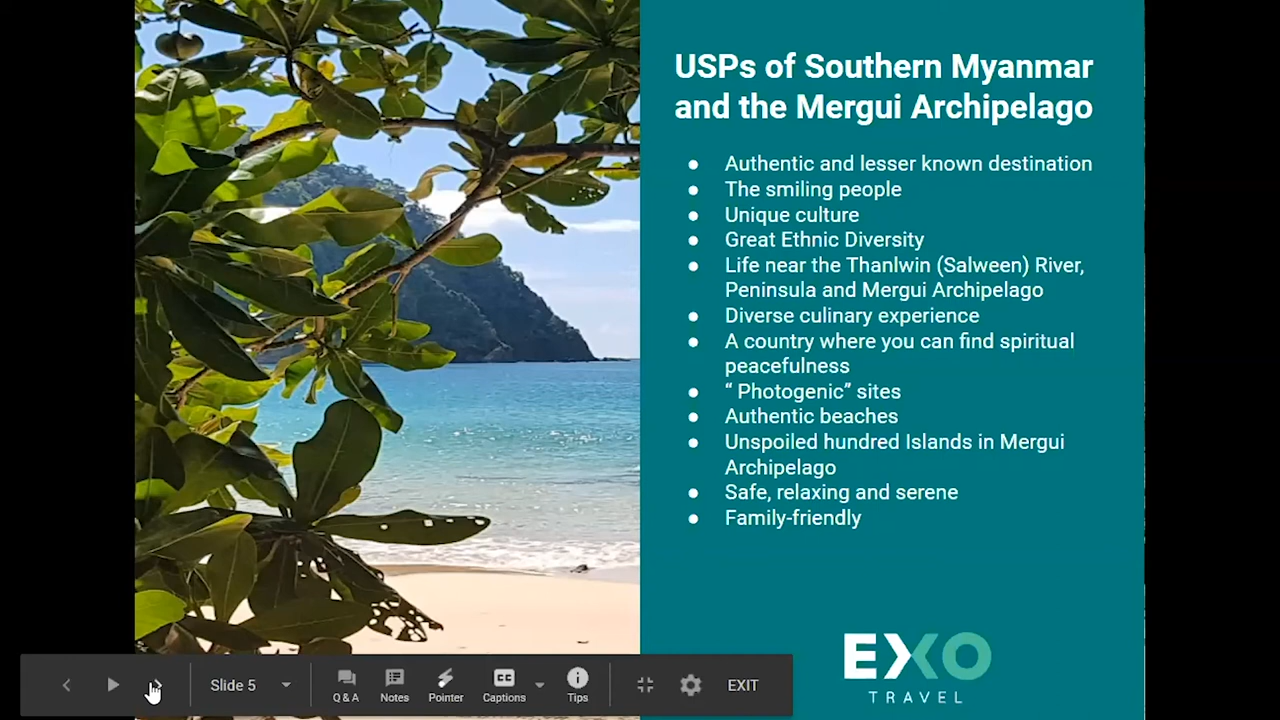 USPs of Southern Myanmar
and the Mergui Archipelago
● Authentic and lesser known destination
● The smiling people
● Unique culture
● Great Ethnic Diversity
● Life near the Thanlwin (Salween) River,
Peninsula and Mergui Archipelago
● Diverse culinary experience
● A country where you can find spiritual
peacefulness
● “ Photogenic” sites
● Authentic beaches
● Unspoiled hundred Islands in Mergui
Archipelago
● Safe, relaxing and serene
● Family-friendly
EXO
TRAVEL
Slide 5
Q & A
Notes
Pointer
CC
Captions
Tips
EXIT